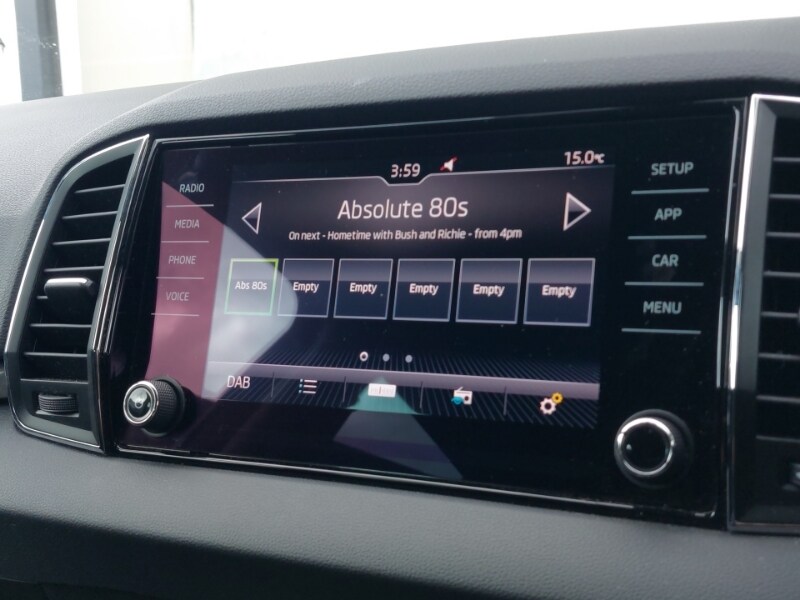 3:59
15.0°C
RADIO
MEDIA
PHONE
VOICE
Absolute 80s
On next - Hometime with Bush and Richie - from 4pm
Abs 80s
Empty
Empty
Empty
Empty
Empty
DAB
SETUP
APP
CAR
MENU